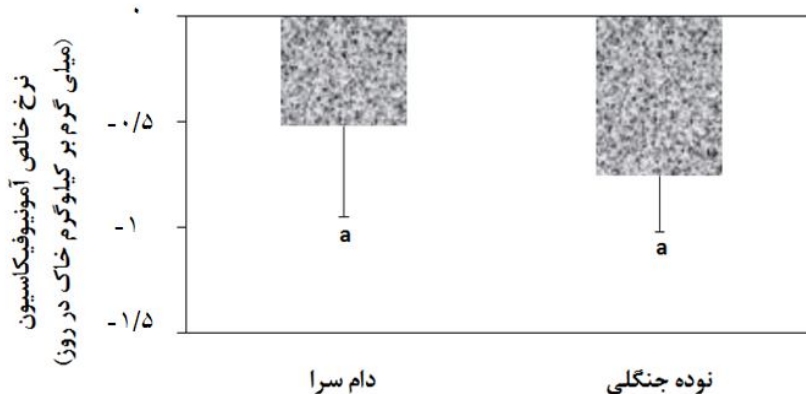 نرخ خالص آمونیوفیکاسیون
(میلی گرم بر کیلوگرم خاک در روز)
۰
-۰/۵
-۱
-۱/۵
a
a
دام سرا
نوده جنگلی